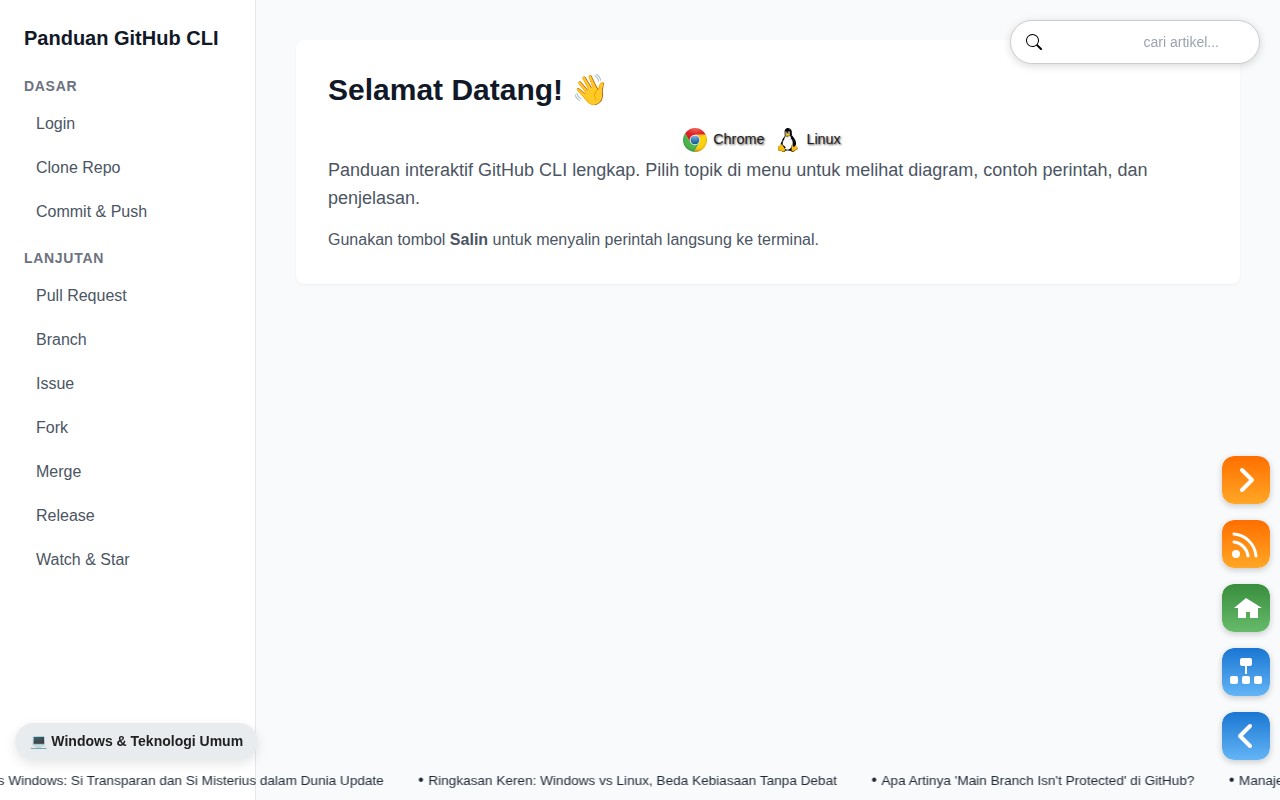 Panduan GitHub CLI
DASAR
Login
Clone Repo
Commit & Push
LANJUTAN
Pull Request
Branch
Issue
Fork
Merge
Release
Watch & Star
💻 Windows & Teknologi Umum
cari artikel...
Selamat Datang! 👋
Chrome Linux
Panduan interaktif GitHub CLI lengkap. Pilih topik di menu untuk melihat diagram, contoh perintah, dan
penjelasan.
Gunakan tombol Salin untuk menyalin perintah langsung ke terminal.
s Windows: Si Transparan dan Si Misterius dalam Dunia Update • Ringkasan Keren: Windows vs Linux, Beda Kebiasaan Tanpa Debat • Apa Artinya 'Main Branch Isn't Protected' di GitHub? •